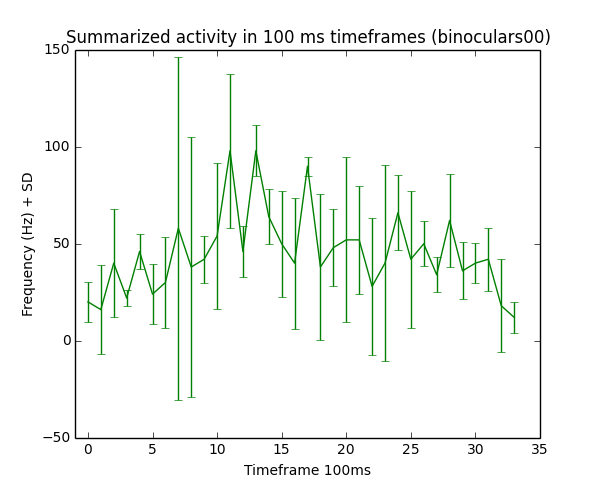 Summarized activity in 100 ms timeframes (binoculars00)
150
100
50
0
−50
Frequency (Hz) + SD
0 5 10 15 20 25 30 35
Timeframe 100ms